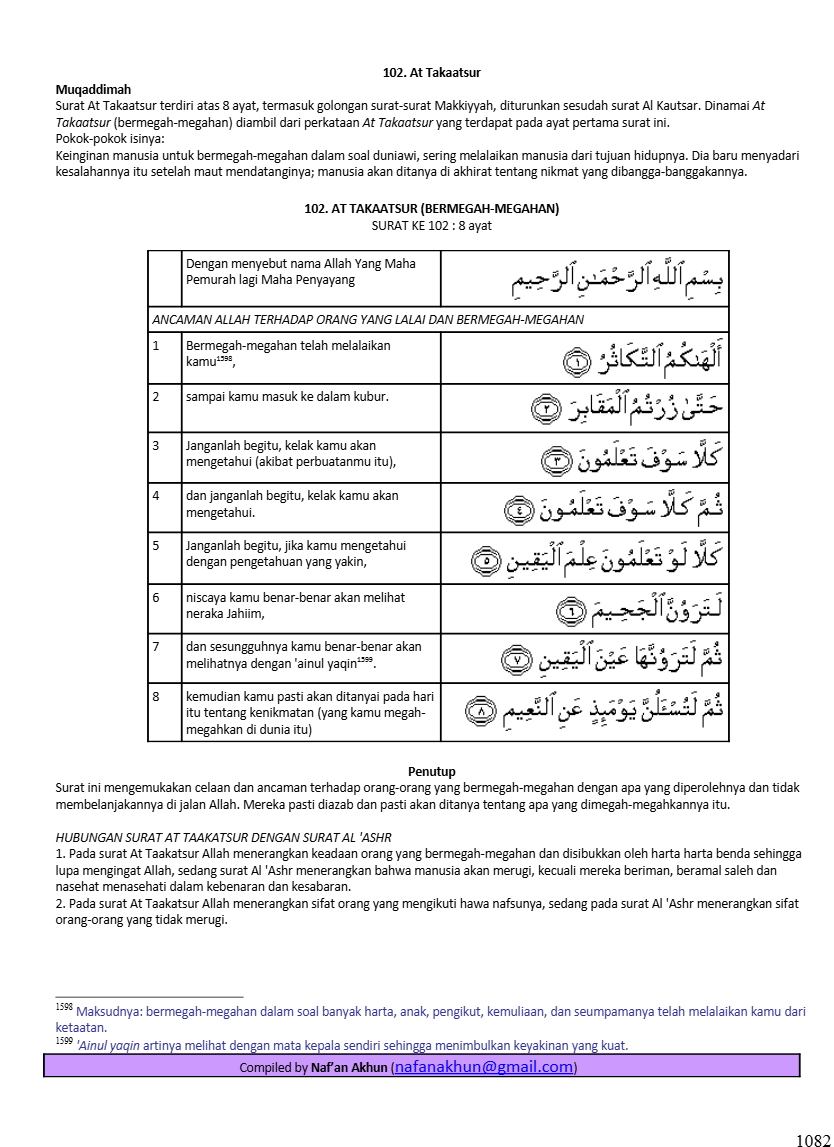 102. At Takaatsur
Muqaddimah
Surat At Takaatsur terdiri atas 8 ayat, termasuk golongan surat-surat Makkiyyah, diturunkan sesudah surat Al Kautsar. Dinamai At
Takaatsur (bermegah-megahan) diambil dari perkataan At Takaatsur yang terdapat pada ayat pertama surat ini.
Pokok-pokok isinya:
Keinginan manusia untuk bermegah-megahan dalam soal duniawi, sering melalaikan manusia dari tujuan hidupnya. Dia baru menyadari
kesalahannya itu setelah maut mendatanginya; manusia akan ditanya di akhirat tentang nikmat yang dibangga-banggakannya.
102. AT TAKAATSUR (BERMEGAH-MEGAHAN)
SURAT KE 102 : 8 ayat
Dengan menyebut nama Allah Yang Maha
Pemurah lagi Maha Penyayang
بِسْمِ ٱللَّهِ ٱلرَّحْمَـٰنِ ٱلرَّحِيمِ
ANCAMAN ALLAH TERHADAP ORANG YANG LALAI DAN BERMEGAH-MEGAHAN
1 Bermegah-megahan telah melalaikan
kamu1598,
أَلْهَىٰكُمُ ٱلتَّكَاثُرُ ١
2 sampai kamu masuk ke dalam kubur.
حَتَّىٰ زُرْتُمُ ٱلْمَقَابِرَ ٢
3 Janganlah begitu, kelak kamu akan
mengetahui (akibat perbuatanmu itu),
كَلَّا سَوْفَ تَعْلَمُونَ ٣
4 dan janganlah begitu, kelak kamu akan
mengetahui.
ثُمَّ كَلَّا سَوْفَ تَعْلَمُونَ ٤
5 Janganlah begitu, jika kamu mengetahui
dengan pengetahuan yang yakin,
كَلَّا لَوْ تَعْلَمُونَ عِلْمَ ٱلْيَقِينِ ٥
6 niscaya kamu benar-benar akan melihat
neraka Jahiim,
لَتَرَوُنَّ ٱلْجَحِيمَ ٦
7 dan sesungguhnya kamu benar-benar akan
melihatnya dengan 'ainul yaqin1599.
ثُمَّ لَتَرَوُنَّهَا عَيْنَ ٱلْيَقِينِ ٧
8 kemudian kamu pasti akan ditanyai pada hari
itu tentang kenikmatan (yang kamu megah-
megahkan di dunia itu)
ثُمَّ لَتُسْـَٔلُنَّ يَوْمَئِذٍ عَنِ ٱلنَّعِيمِ ٨
Penutup
Surat ini mengemukakan celaan dan ancaman terhadap orang-orang yang bermegah-megahan dengan apa yang diperolehnya dan tidak
membelanjakannya di jalan Allah. Mereka pasti diazab dan pasti akan ditanya tentang apa yang dimegah-megahkannya itu.
HUBUNGAN SURAT AT TAAKATSUR DENGAN SURAT AL 'ASHR
1. Pada surat At Taakatsur Allah menerangkan keadaan orang yang bermegah-megahan dan disibukkan oleh harta harta benda sehingga
lupa mengingat Allah, sedang surat Al 'Ashr menerangkan bahwa manusia akan merugi, kecuali mereka beriman, beramal saleh dan
nasehat menasehati dalam kebenaran dan kesabaran.
2. Pada surat At Taakatsur Allah menerangkan sifat orang yang mengikuti hawa nafsunya, sedang pada surat Al 'Ashr menerangkan sifat
orang-orang yang tidak merugi.
1598 Maksudnya: bermegah-megahan dalam soal banyak harta, anak, pengikut, kemuliaan, dan seumpamanya telah melalaikan kamu dari
ketaatan.
1599 'Ainul yaqin artinya melihat dengan mata kepala sendiri sehingga menimbulkan keyakinan yang kuat.
Compiled by Naf'an Akhun (nafanakhun@gmail.com)
1082